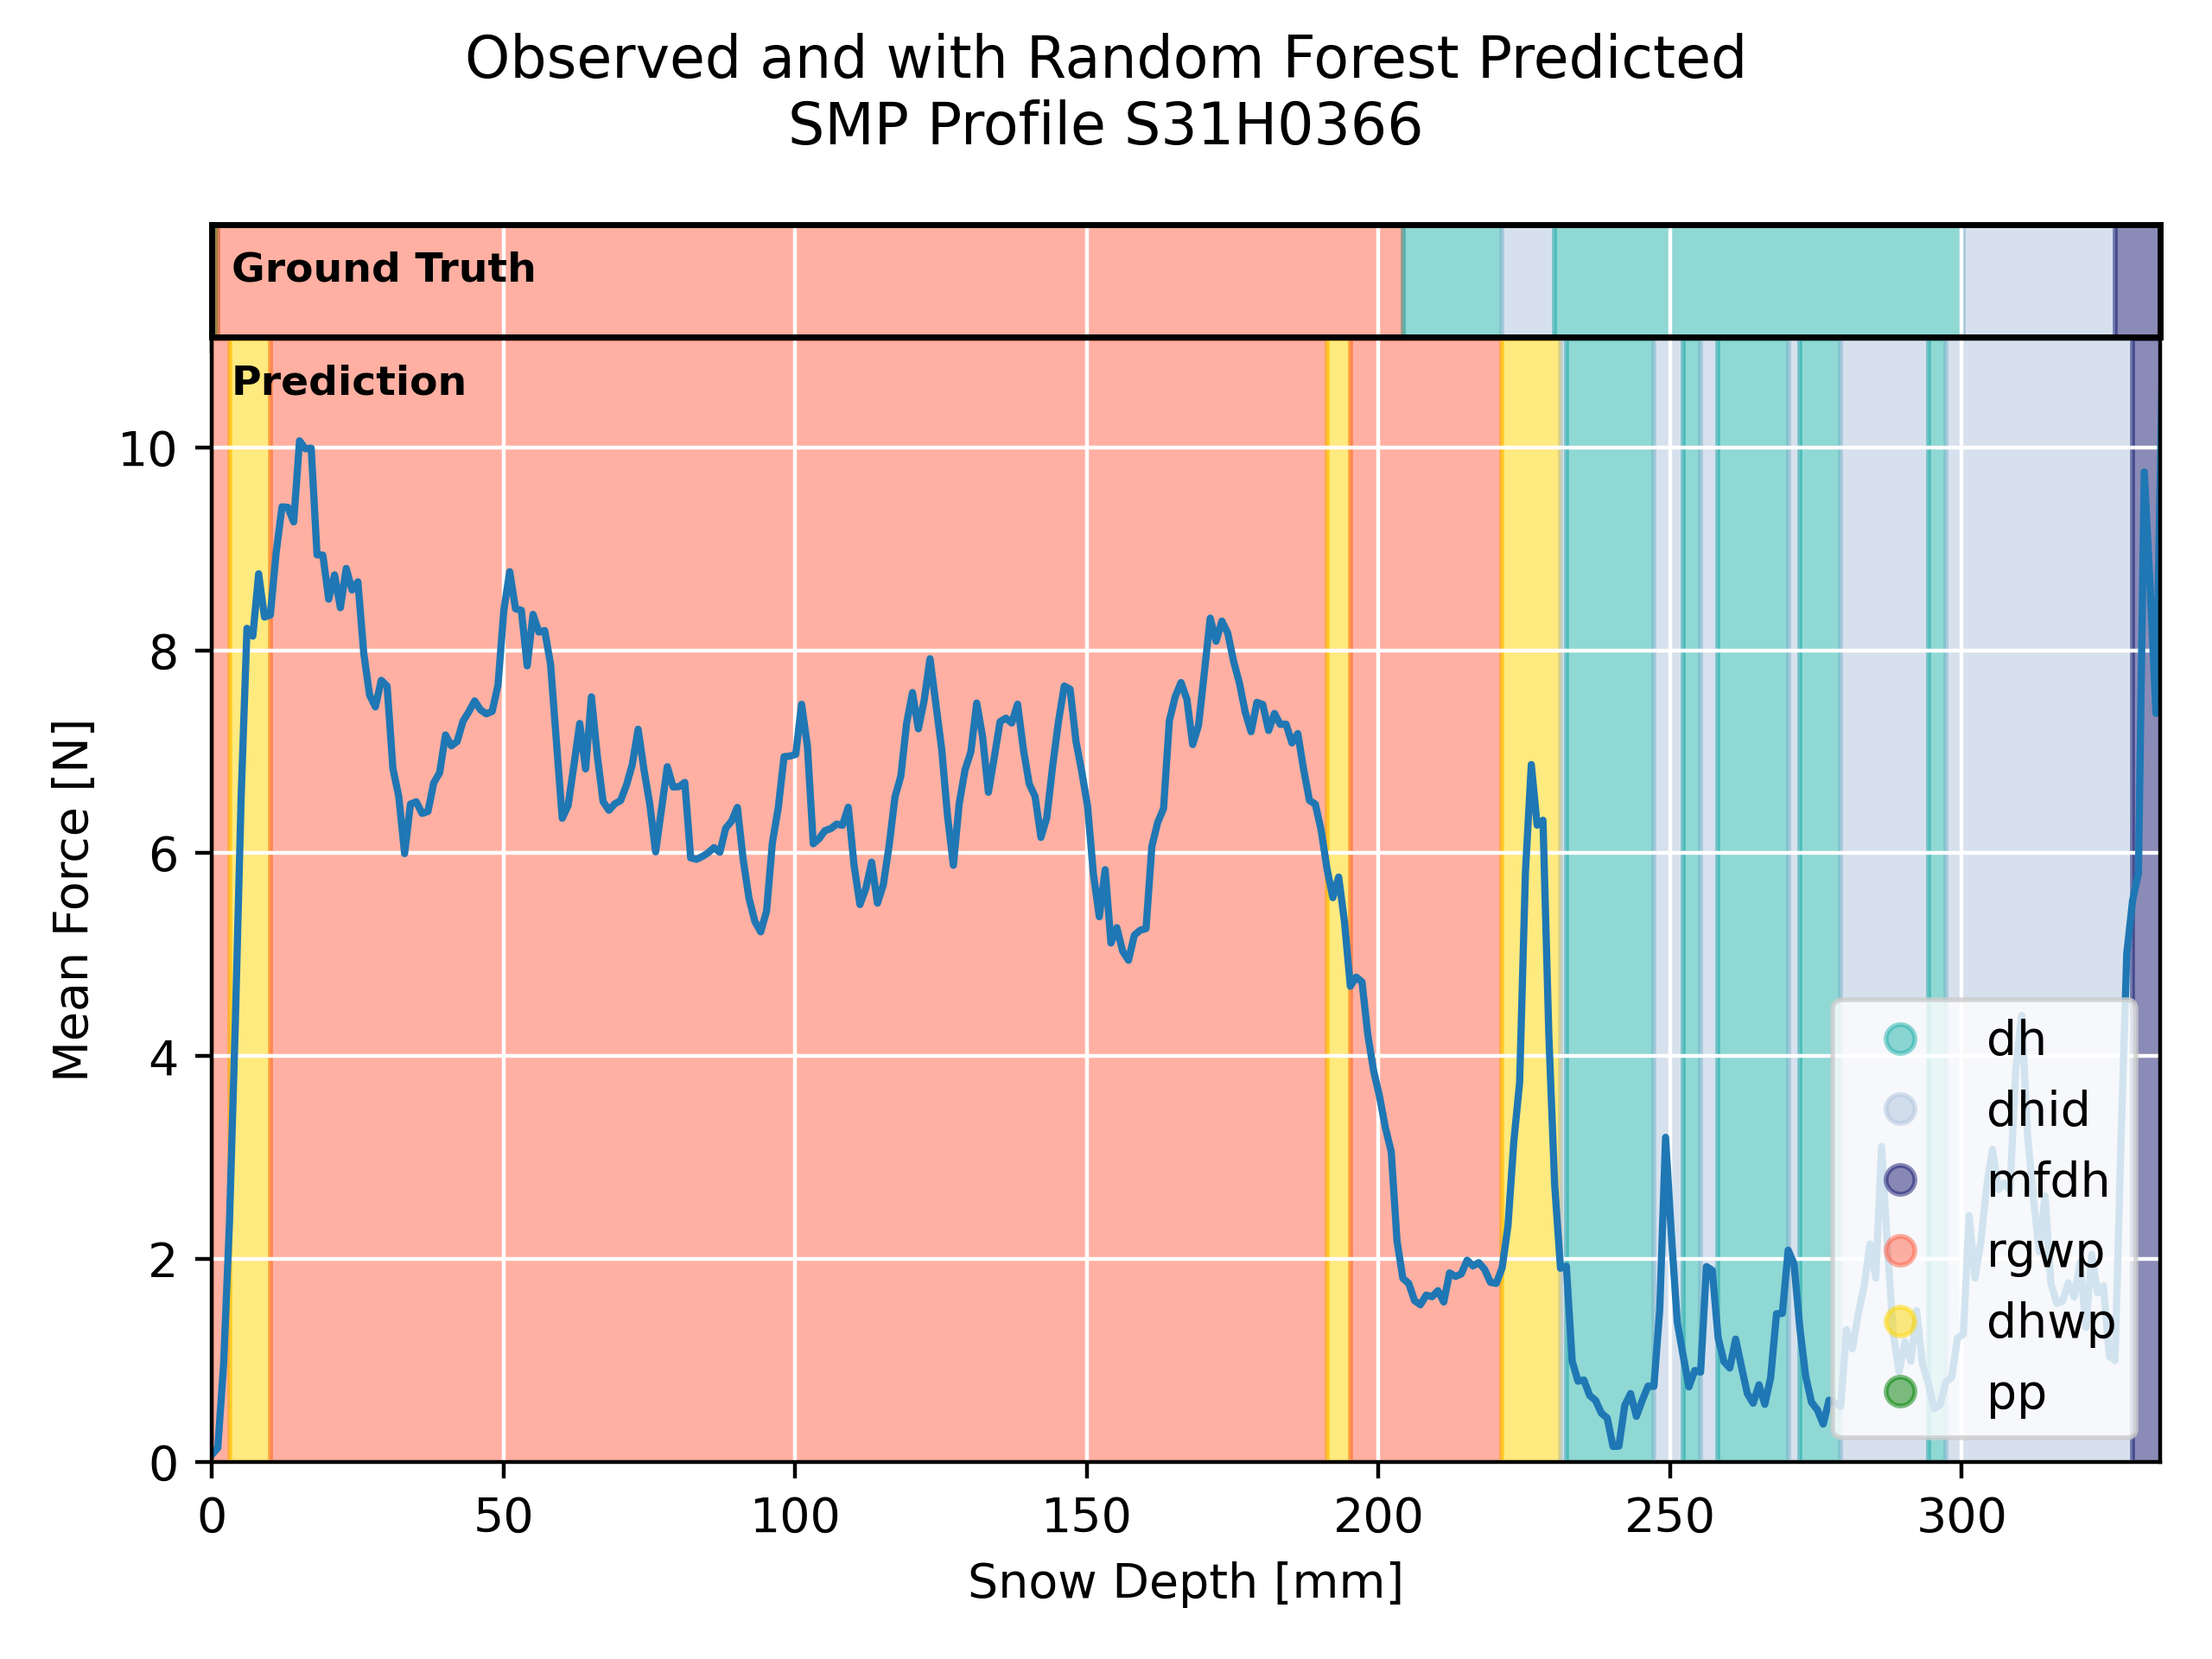 Observed and with Random Forest Predicted
SMP Profile S31H0366
Ground Truth
Prediction
10
8
6
4
2
0
Mean Force [N]
dh
dhid
mfdh
rgwp
dhwp
pp
0 50 100 150 200 250 300
Snow Depth [mm]